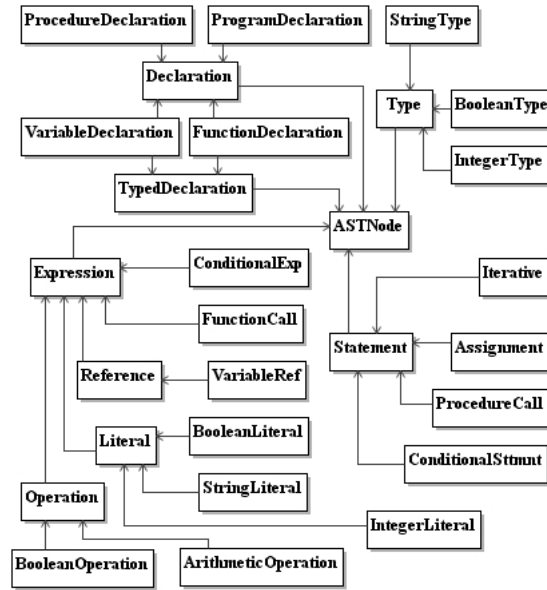 ProcedureDeclaration
ProgramDeclaration
StringType
Declaration
Type
BooleanType
VariableDeclaration
FunctionDeclaration
IntegerType
TypedDeclaration
ASTNode
ConditionalExp
Expression
Iterative
FunctionCall
Statement
Assignment
Reference
VariableRef
ProcedureCall
BooleanLiteral
Literal
ConditionalSttmnt
StringLiteral
Operation
IntegerLiteral
BooleanOperation
ArithmeticOperation